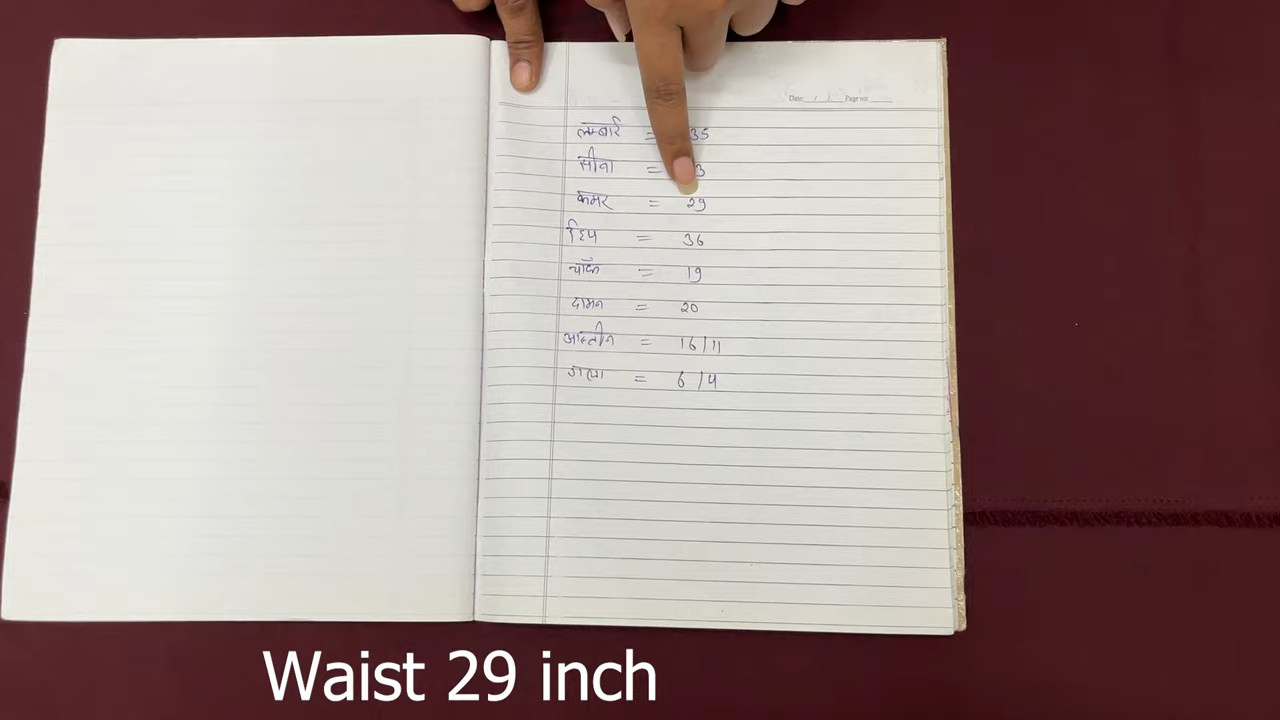 Date: / / Page no:
लम्बाई = 35
सीना = 3
कमर = 29
हिप = 36
चॉक = 19
दामन = 20
आस्तीन = 16/11
गला = 6/4
Waist 29 inch